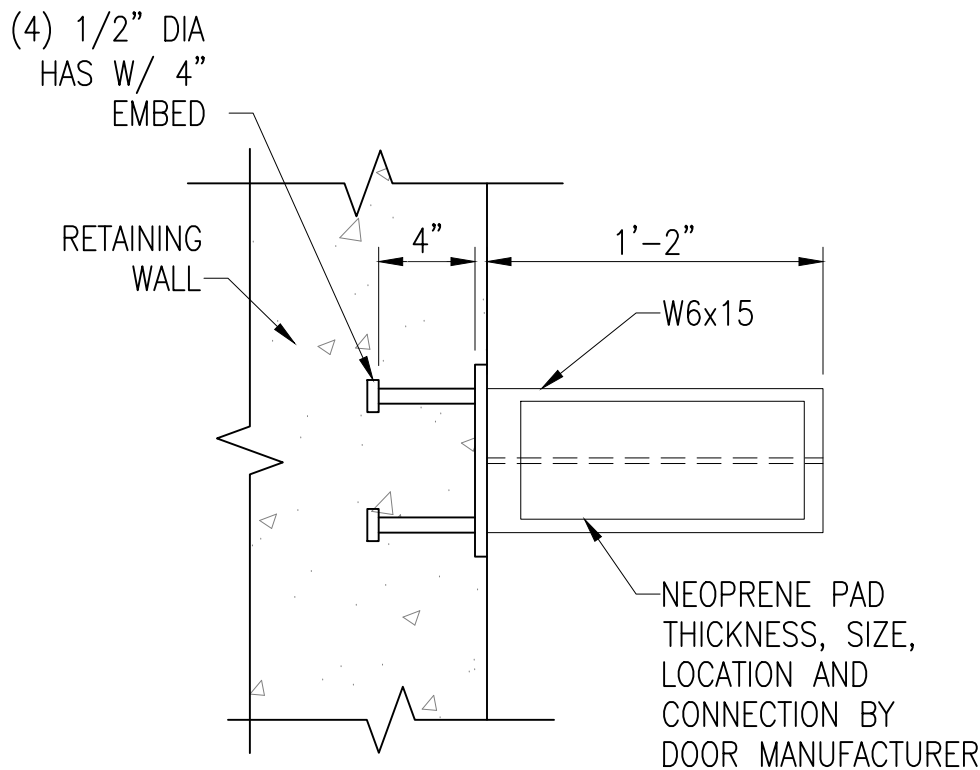 (4) 1/2” DIA
HAS W/ 4”
EMBED
RETAINING
WALL
4”
1’-2”
W6x15
NEOPRENE PAD
THICKNESS, SIZE,
LOCATION AND
CONNECTION BY
DOOR MANUFACTURER